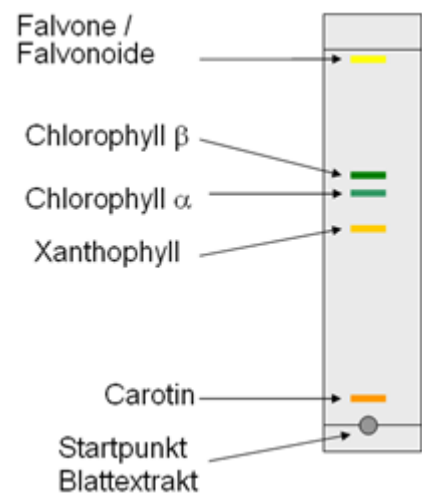 Falvone /
Falvonoide
Chlorophyll β
Chlorophyll α
Xanthophyll
Carotin
Startpunkt
Blattextrakt